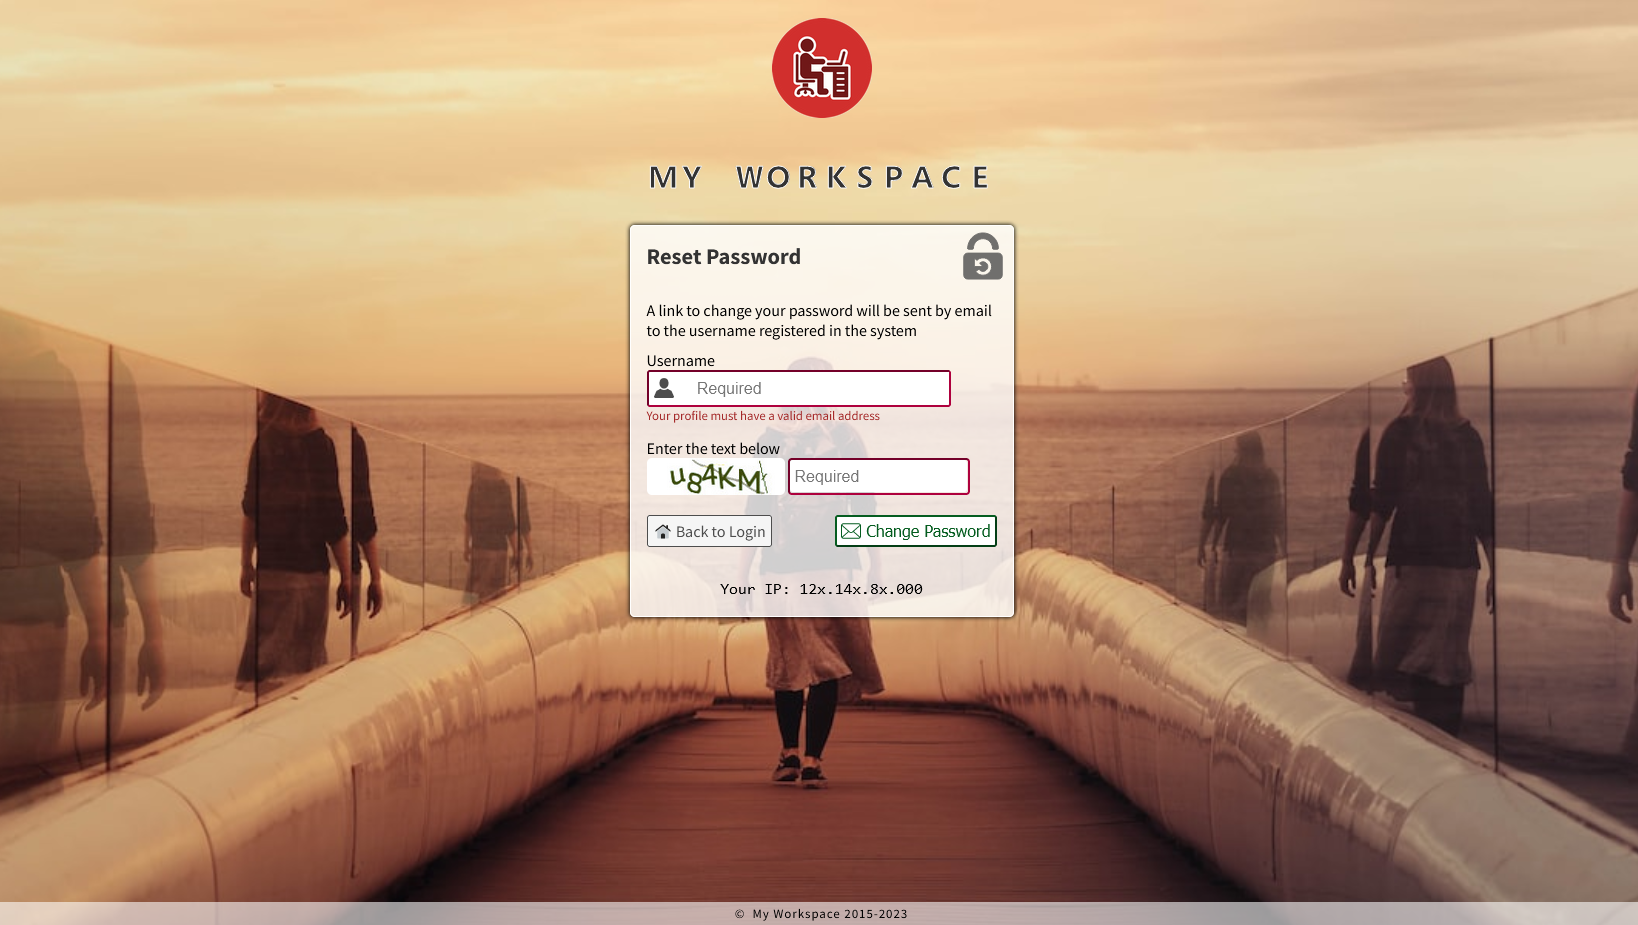 MY WORKSPACE
Reset Password
A link to change your password will be sent by email
to the username registered in the system
Username
Required
Your profile must have a valid email address
Enter the text below
ug4KM Required
Back to Login Change Password
Your IP: 12x.14x.8x.000
© My Workspace 2015-2023